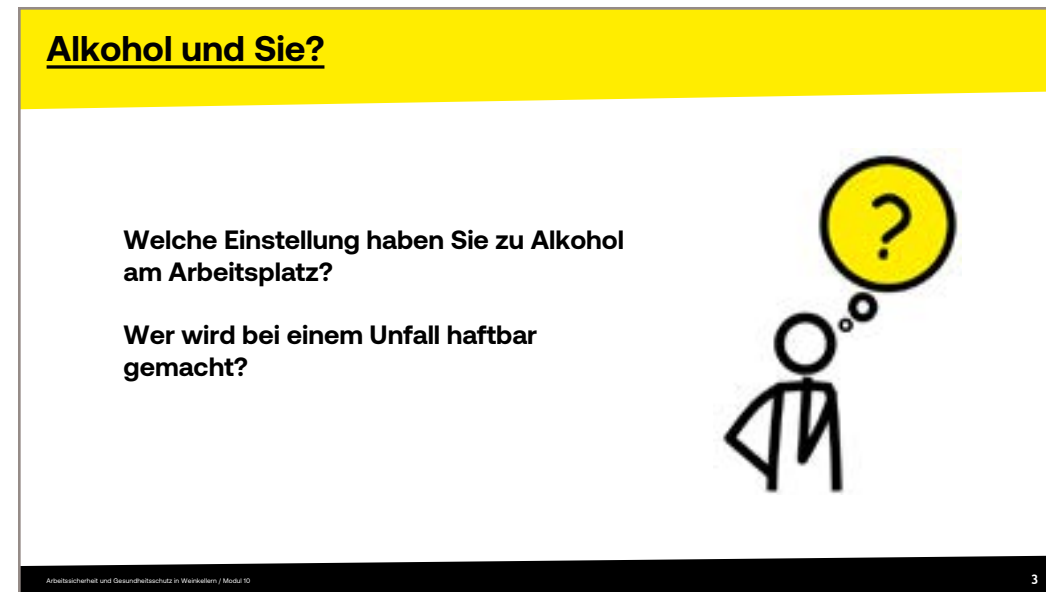 Alkohol und Sie?
Welche Einstellung haben Sie zu Alkohol
am Arbeitsplatz?
Wer wird bei einem Unfall haftbar
gemacht?
?
Arbeitssicherheit und Gesundheitsschutz in Weinkellern / Modul 10
3